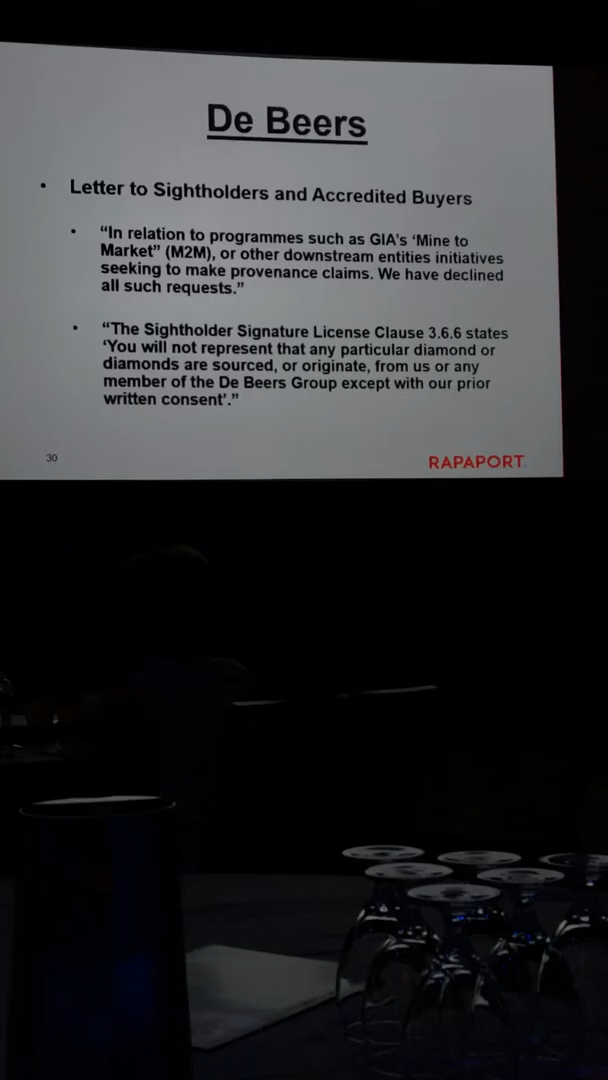 De Beers
• Letter to Sightholders and Accredited Buyers
• “In relation to programmes such as GIA’s ‘Mine to
Market” (M2M), or other downstream entities initiatives
seeking to make provenance claims. We have declined
all such requests.”
• “The Sightholder Signature License Clause 3.6.6 states
‘You will not represent that any particular diamond or
diamonds are sourced, or originate, from us or any
member of the De Beers Group except with our prior
written consent’.”
30
RAPAPORT